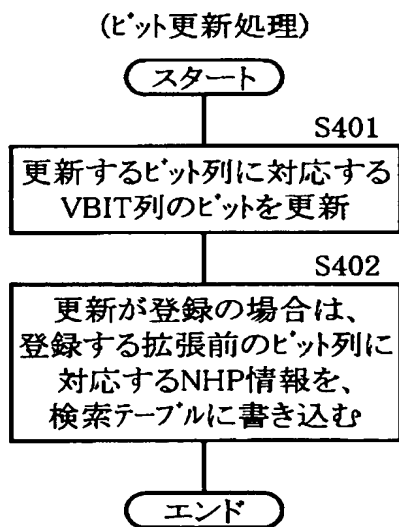 (ビット更新処理)
スタート
S401
更新するビット列に対応する
VBIT列のビットを更新
S402
更新が登録の場合は、
登録する拡張前のビット列に
対応するNHP情報を、
検索テーブルに書き込む
エンド